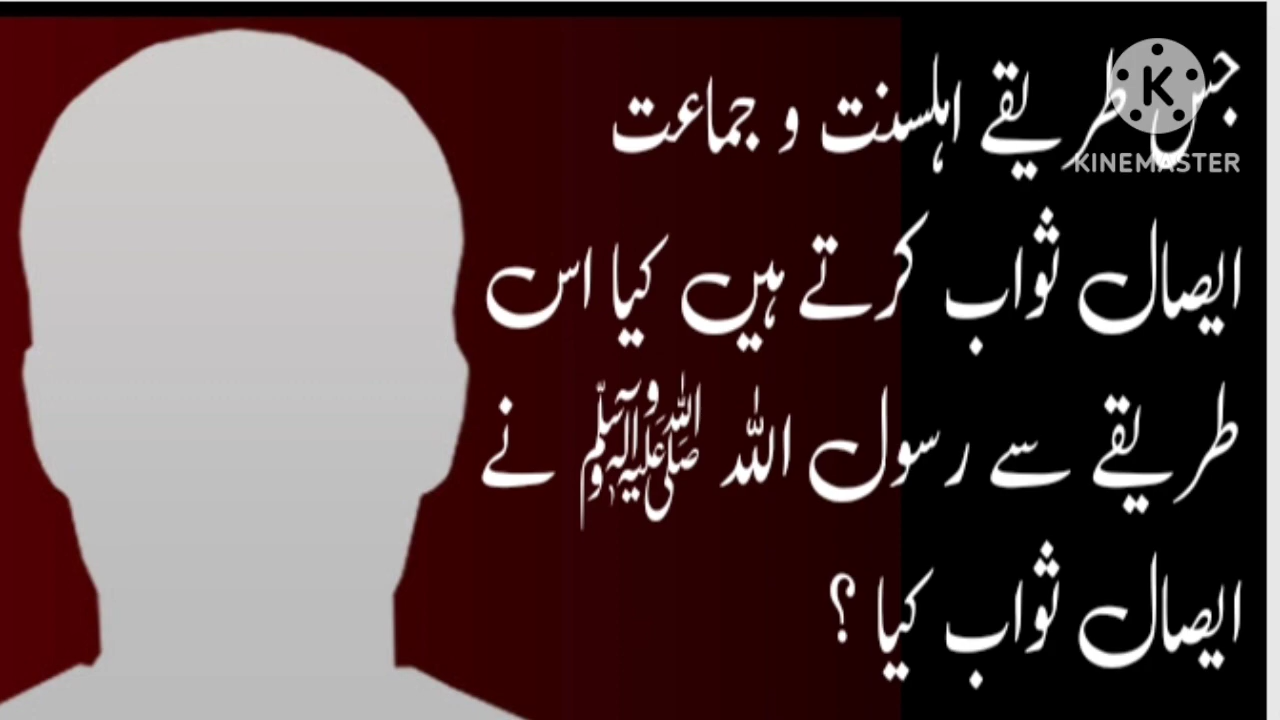 جس طریقے اہلسنت و جماعت
ایصال ثواب کرتے ہیں کیا اس
طریقے سے رسول اللہ ﷺ نے
ایصال ثواب کیا ؟
K
KINEMASTER